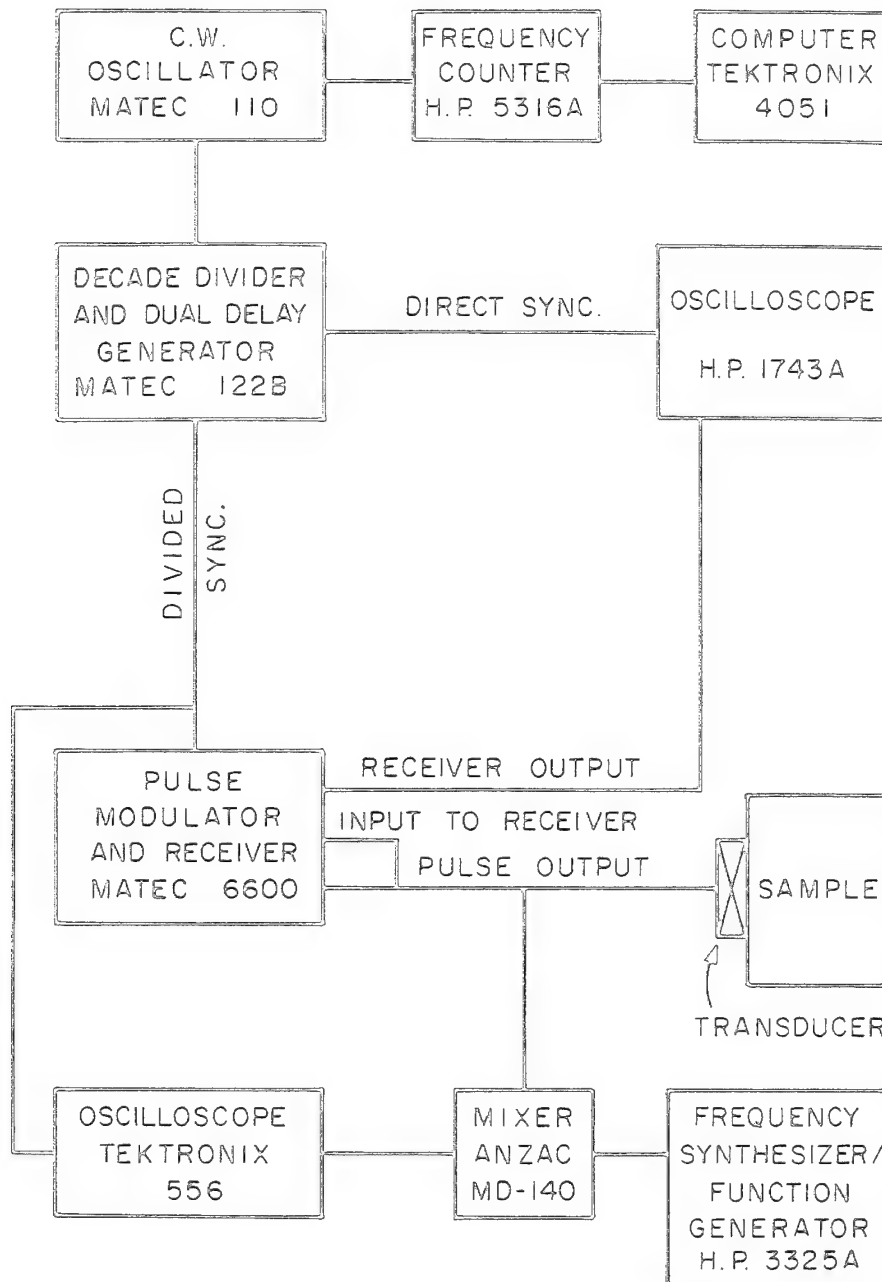 C.W.
OSCILLATOR
MATEC 110
FREQUENCY
COUNTER
H.P. 5316A
COMPUTER
TEKTRONIX
4051
DECADE DIVIDER
AND DUAL DELAY
GENERATOR
MATEC 122B
DIRECT SYNC.
OSCILLOSCOPE
H.P. 1743A
DIVIDED
SYNC.
PULSE
MODULATOR
AND RECEIVER
MATEC 6600
RECEIVER OUTPUT
INPUT TO RECEIVER
PULSE OUTPUT
SAMPLE
TRANSDUCER
OSCILLOSCOPE
TEKTRONIX
556
MIXER
ANZAC
MD-140
FREQUENCY
SYNTHESIZER/
FUNCTION
GENERATOR
H.P. 3325A